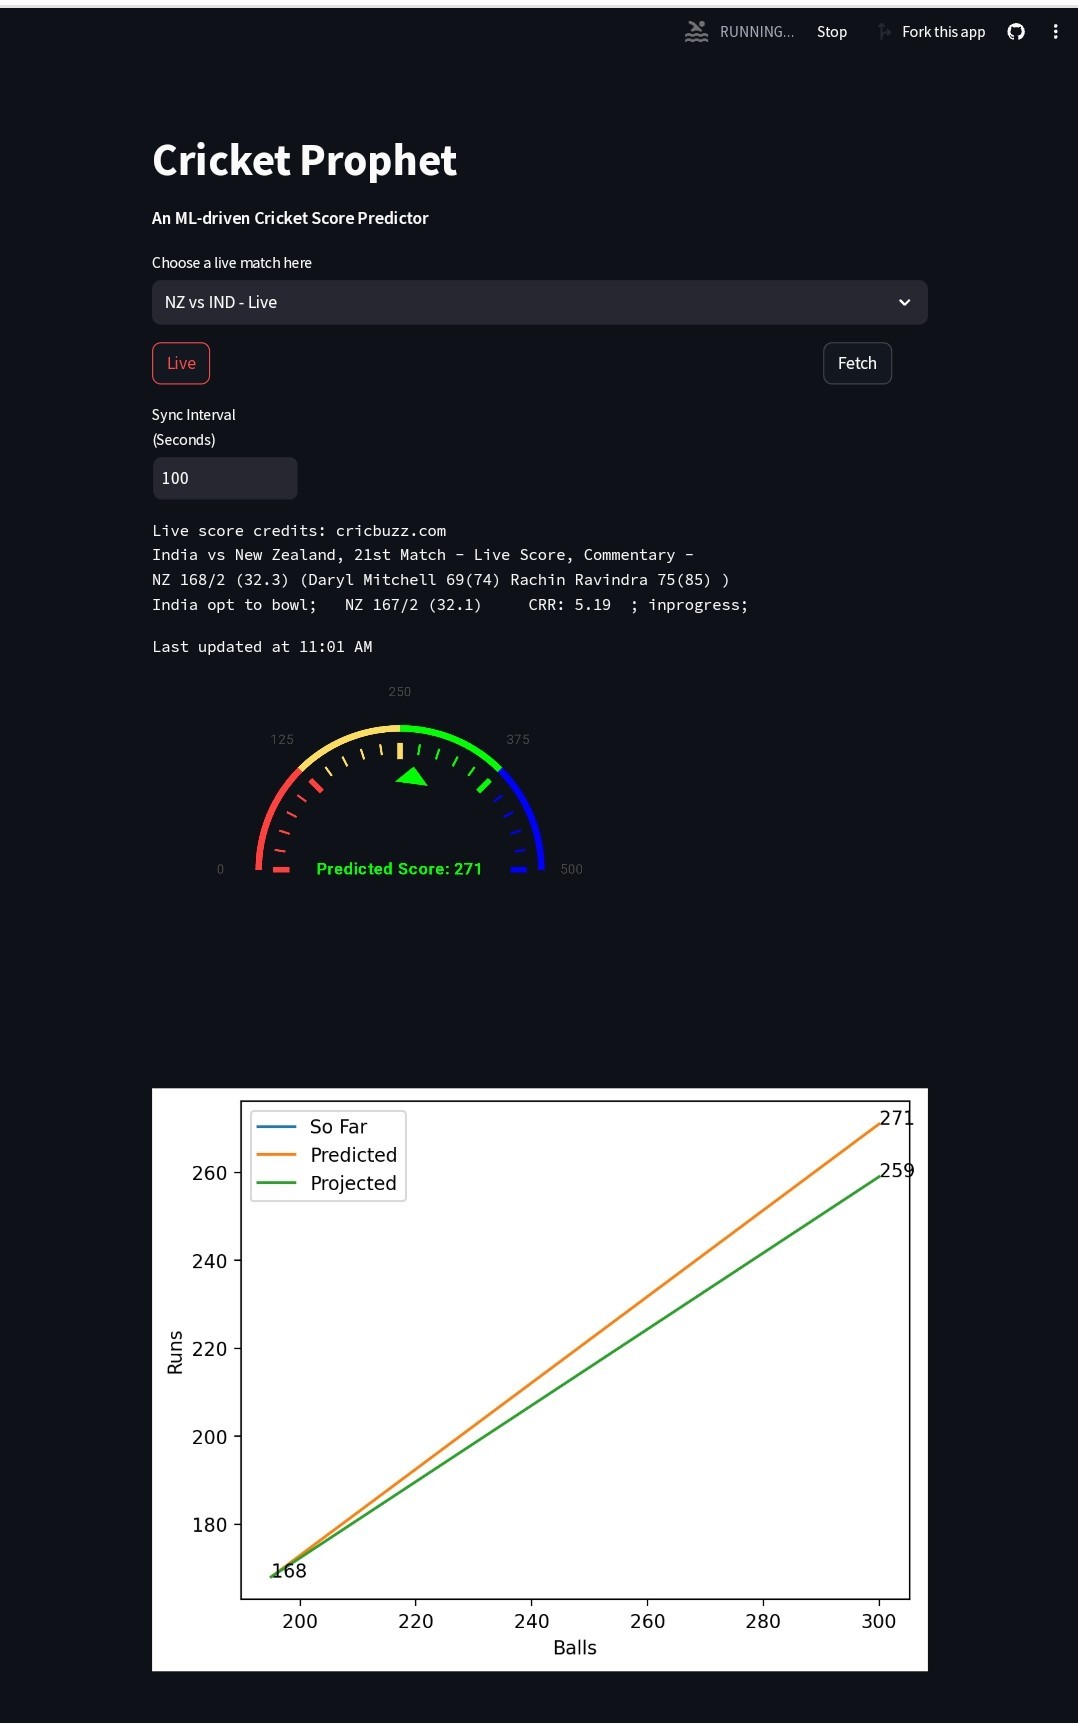 RUNNING... Stop Fork this app
Cricket Prophet
An ML-driven Cricket Score Predictor
Choose a live match here
NZ vs IND - Live
Live Fetch
Sync Interval
(Seconds)
100
Live score credits: cricbuzz.com
India vs New Zealand, 21st Match - Live Score, Commentary -
NZ 168/2 (32.3) (Daryl Mitchell 69(74) Rachin Ravindra 75(85) )
India opt to bowl; NZ 167/2 (32.1) CRR: 5.19 ; inprogress;
Last updated at 11:01 AM
250
125 375
0 Predicted Score: 271 500
So Far
Predicted
Projected
271
259
260
240
220
200
180
168
Runs
200 220 240 260 280 300
Balls